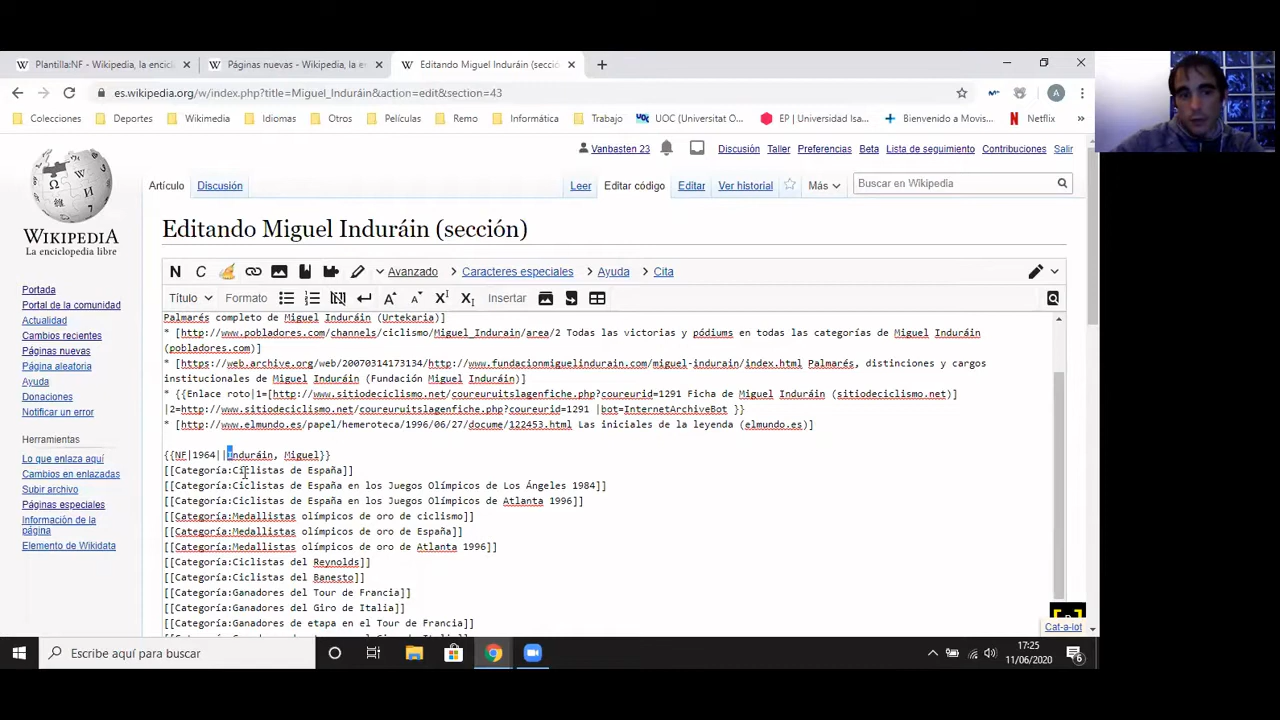 Plantilla:NF - Wikipedia, la encicl
Páginas nuevas - Wikipedia, la en
Editando Miguel Induráin (secció
es.wikipedia.org/w/index.php?title=Miguel_Induráin&action=edit&section=43
A
Colecciones Deportes Wikimedia Idiomas Otros Películas Remo Informática Trabajo UOC (Universitat O... EP | Universidad Isa... Bienvenido a Movis... Netflix »
Vanbasten 23 Discusión Taller Preferencias Beta Lista de seguimiento Contribuciones Salir
Artículo Discusión Leer Editar código Editar Ver historial Más Buscar en Wikipedia
WIKIPEDIA
La enciclopedia libre
Portada
Portal de la comunidad
Actualidad
Cambios recientes
Páginas nuevas
Página aleatoria
Ayuda
Donaciones
Notificar un error
Herramientas
Lo que enlaza aquí
Cambios en enlazadas
Subir archivo
Páginas especiales
Información de la
página
Elemento de Wikidata
Editando Miguel Induráin (sección)
N C Avanzado Caracteres especiales Ayuda Cita
Título Formato Insertar
Palmarés completo de Miguel Induráin (Urtekaria)]
* [http://www.pobladores.com/channels/ciclismo/Miguel_Indurain/area/2 Todas las victorias y pódiums en todas las categorías de Miguel Induráin
(pobladores.com)]
* [https://web.archive.org/web/20070314173134/http://www.fundacionmiguelindurain.com/miguel-indurain/index.html Palmarés, distinciones y cargos
institucionales de Miguel Induráin (Fundación Miguel Induráin)]
* {{Enlace roto|1=[http://www.sitiodeciclismo.net/coureuruitslagenfiche.php?coureurid=1291 Ficha de Miguel Induráin (sitiodeciclismo.net)]
|2=http://www.sitiodeciclismo.net/coureuruitslagenfiche.php?coureurid=1291 |bot=InternetArchiveBot }}
* [http://www.elmundo.es/papel/hemeroteca/1996/06/27/docume/122453.html Las iniciales de la leyenda (elmundo.es)]
{{NF|1964||Induráin, Miguel}}
[[Categoría:Ciclistas de España]]
[[Categoría:Ciclistas de España en los Juegos Olímpicos de Los Ángeles 1984]]
[[Categoría:Ciclistas de España en los Juegos Olímpicos de Atlanta 1996]]
[[Categoría:Medallistas olímpicos de oro de ciclismo]]
[[Categoría:Medallistas olímpicos de oro de España]]
[[Categoría:Medallistas olímpicos de oro de Atlanta 1996]]
[[Categoría:Ciclistas del Reynolds]]
[[Categoría:Ciclistas del Banesto]]
[[Categoría:Ganadores del Tour de Francia]]
[[Categoría:Ganadores del Giro de Italia]]
[[Categoría:Ganadores de etapa en el Tour de Francia]]
Cat-a-lot
Escribe aquí para buscar
17:25
11/06/2020
6